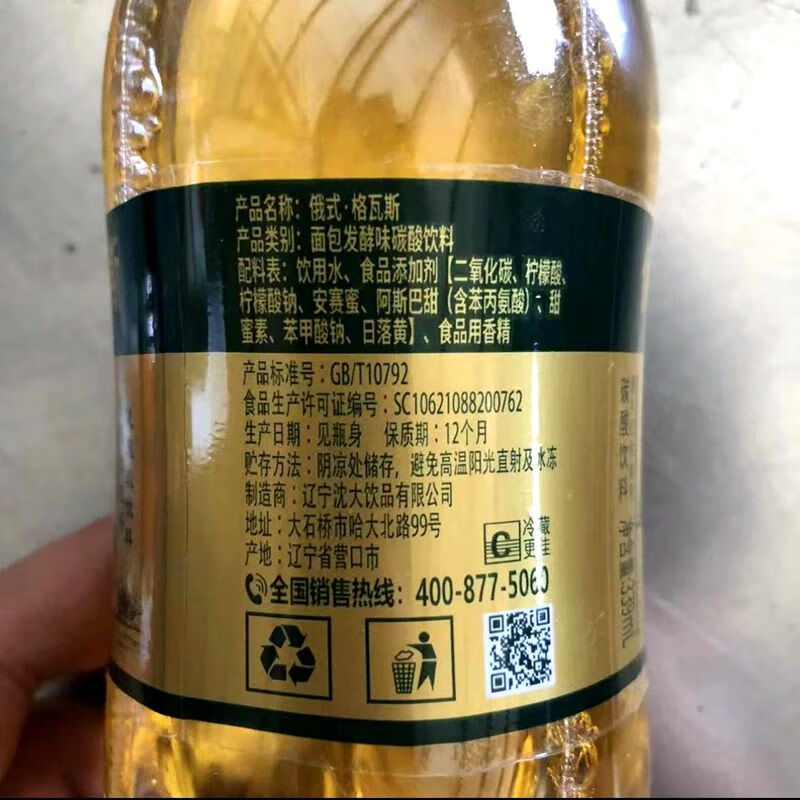 产品名称：俄式·格瓦斯
产品类别：面包发酵味碳酸饮料
配料表：饮用水、食品添加剂【二氧化碳、柠檬酸、
柠檬酸钠、安赛蜜、阿斯巴甜（含苯丙氨酸）、甜
蜜素、苯甲酸钠、日落黄】、食品用香精
产品标准号：GB/T10792
食品生产许可证编号：SC10621088200762
生产日期：见瓶身 保质期：12个月
贮存方法：阴凉处储存，避免高温阳光直射及冰冻
制造商：辽宁沈大饮品有限公司
地址：大石桥市哈大北路99号
产地：辽宁省营口市
C 冷藏
更佳
全国销售热线：400-877-5060
碳酸饮料 净含量:339mL